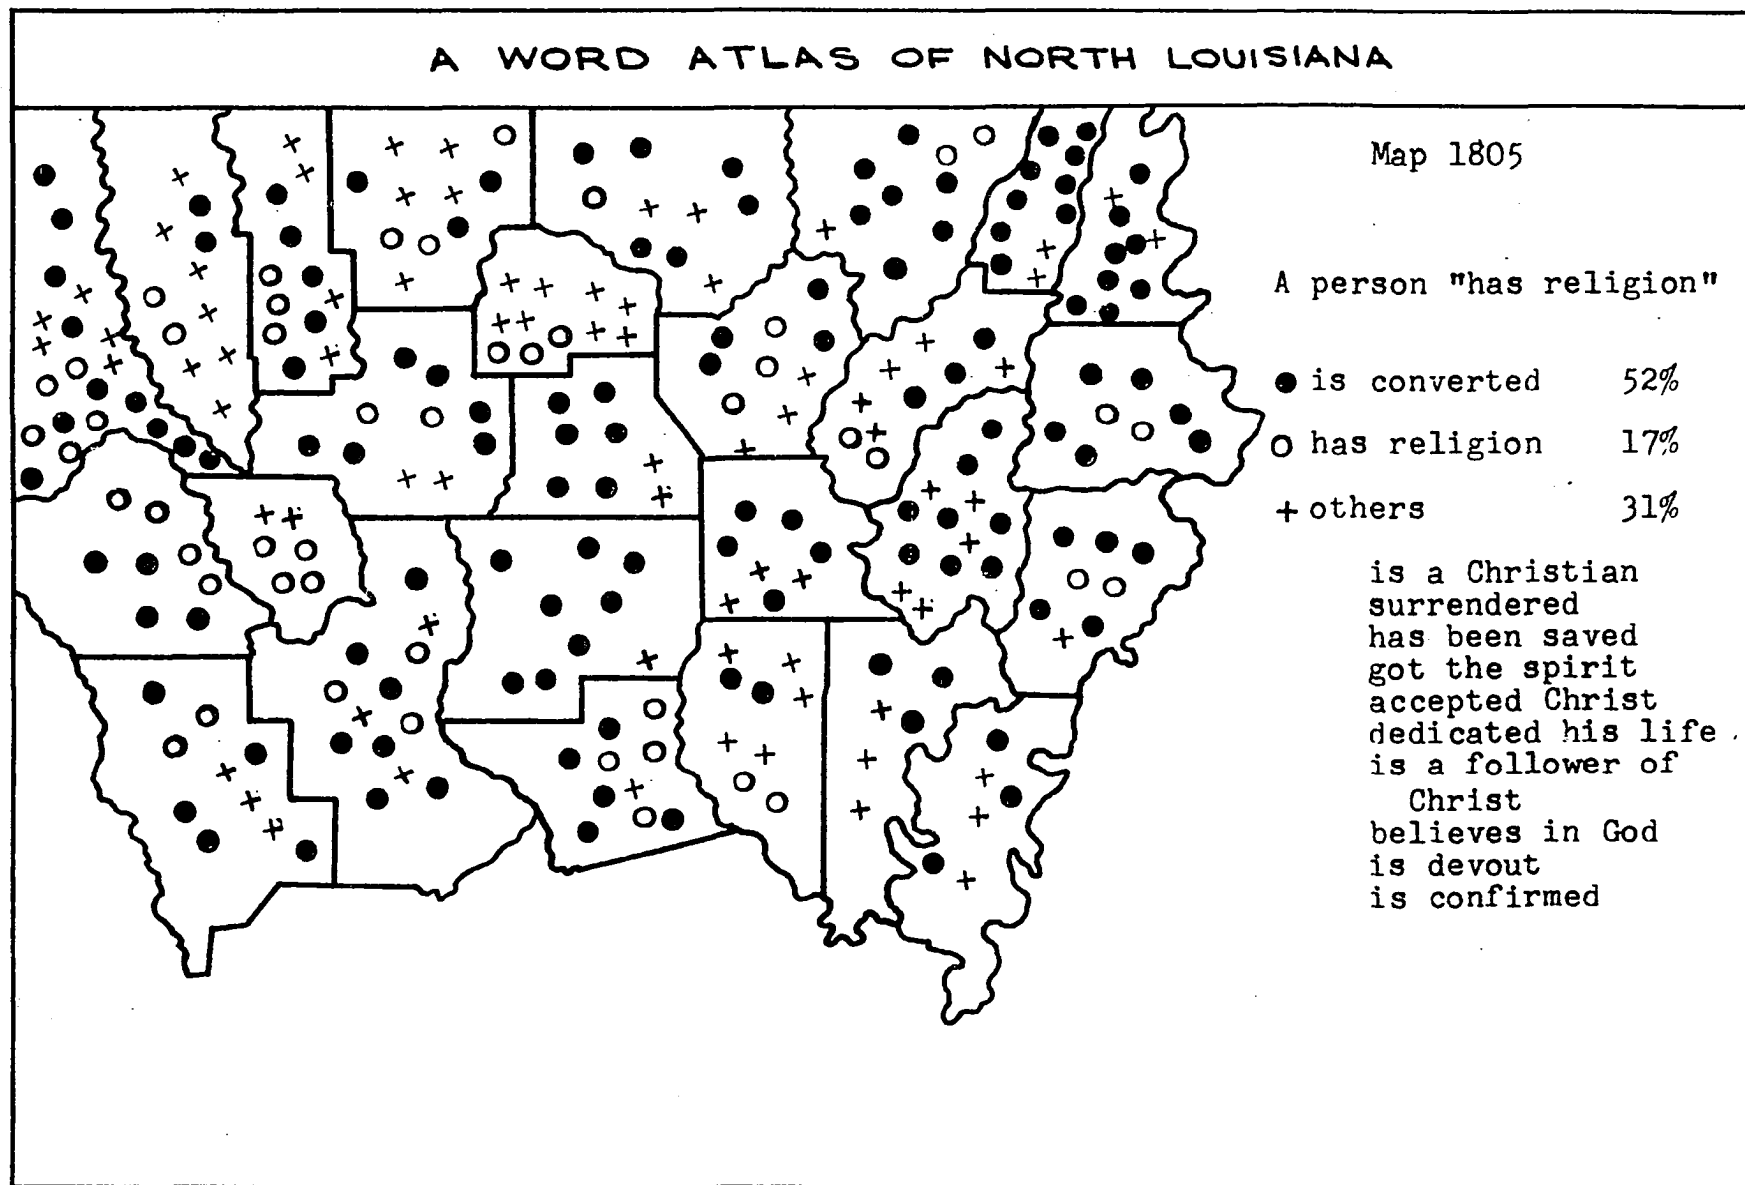 A WORD ATLAS OF NORTH LOUISIANA
Map 1805
A person "has religion"
is converted 52%
has religion 17%
+ others 31%
is a Christian
surrendered
has been saved
got the spirit
accepted Christ
dedicated his life
is a follower of
Christ
believes in God
is devout
is confirmed